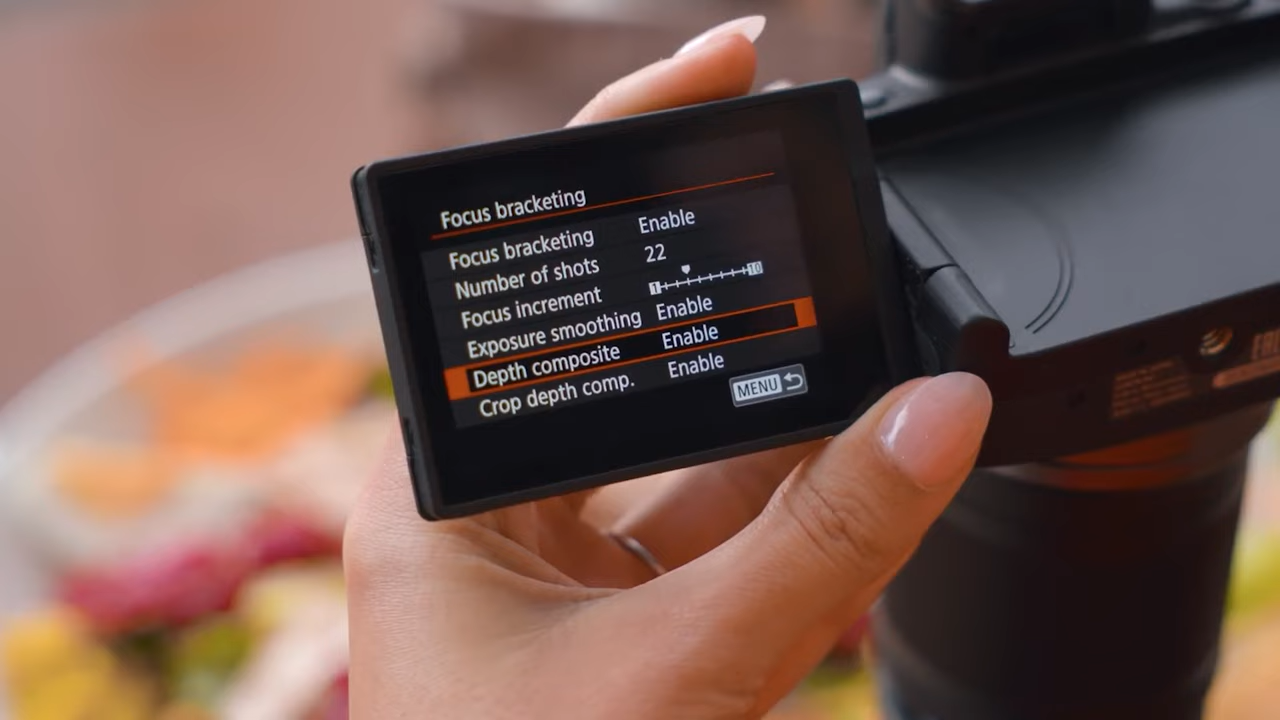 Focus bracketing
Focus bracketing Enable
Number of shots 22
Focus increment 1 10
Exposure smoothing Enable
Depth composite Enable
Crop depth comp. Enable
MENU